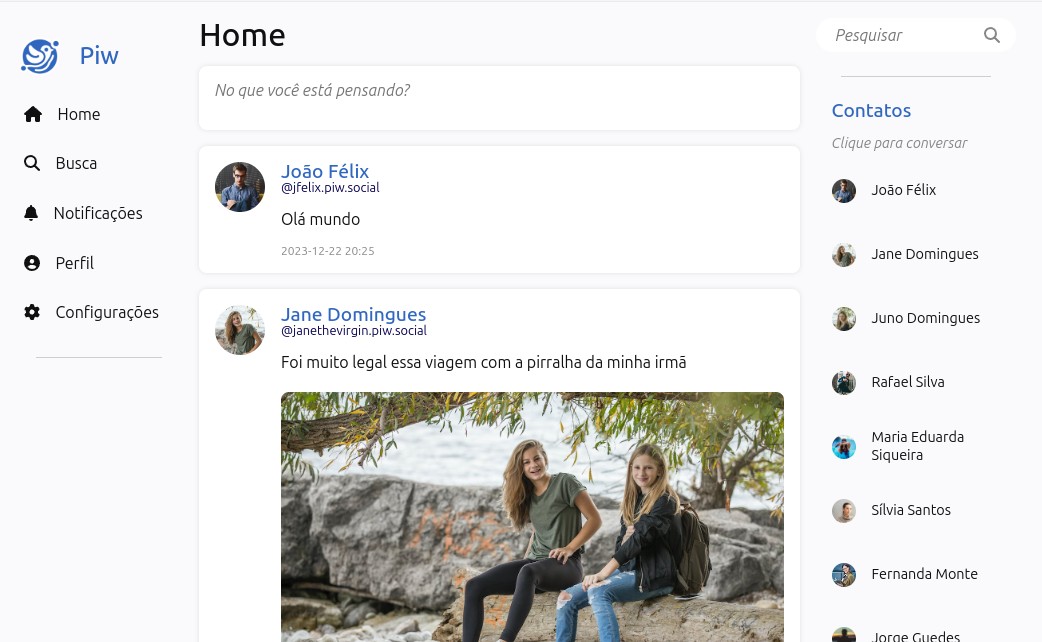 Piw
Home
Busca
Notificações
Perfil
Configurações
Home
No que você está pensando?
João Félix
@jfelix.piw.social
Olá mundo
2023-12-22 20:25
Jane Domingues
@janethevirgin.piw.social
Foi muito legal essa viagem com a pirralha da minha irmã
Pesquisar
Contatos
Clique para conversar
João Félix
Jane Domingues
Juno Domingues
Rafael Silva
Maria Eduarda
Siqueira
Sílvia Santos
Fernanda Monte
Jorge Guedes